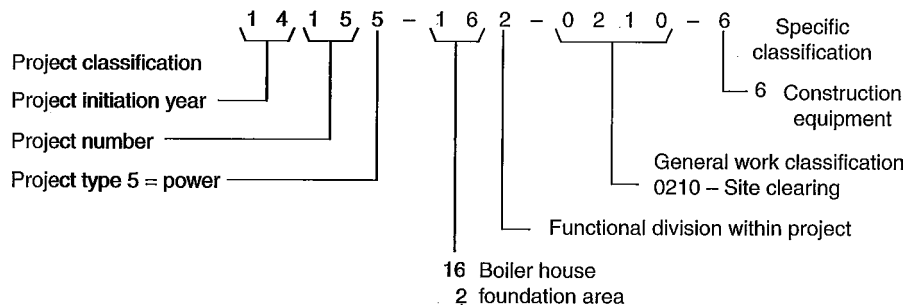 1 4 1 5 5 – 1 6 2 – 0 2 1 0 – 6
Specific
classification
6 Construction
equipment
Project classification
Project initiation year
Project number
Project type 5 = power
General work classification
0210 – Site clearing
Functional division within project
16 Boiler house
2 foundation area